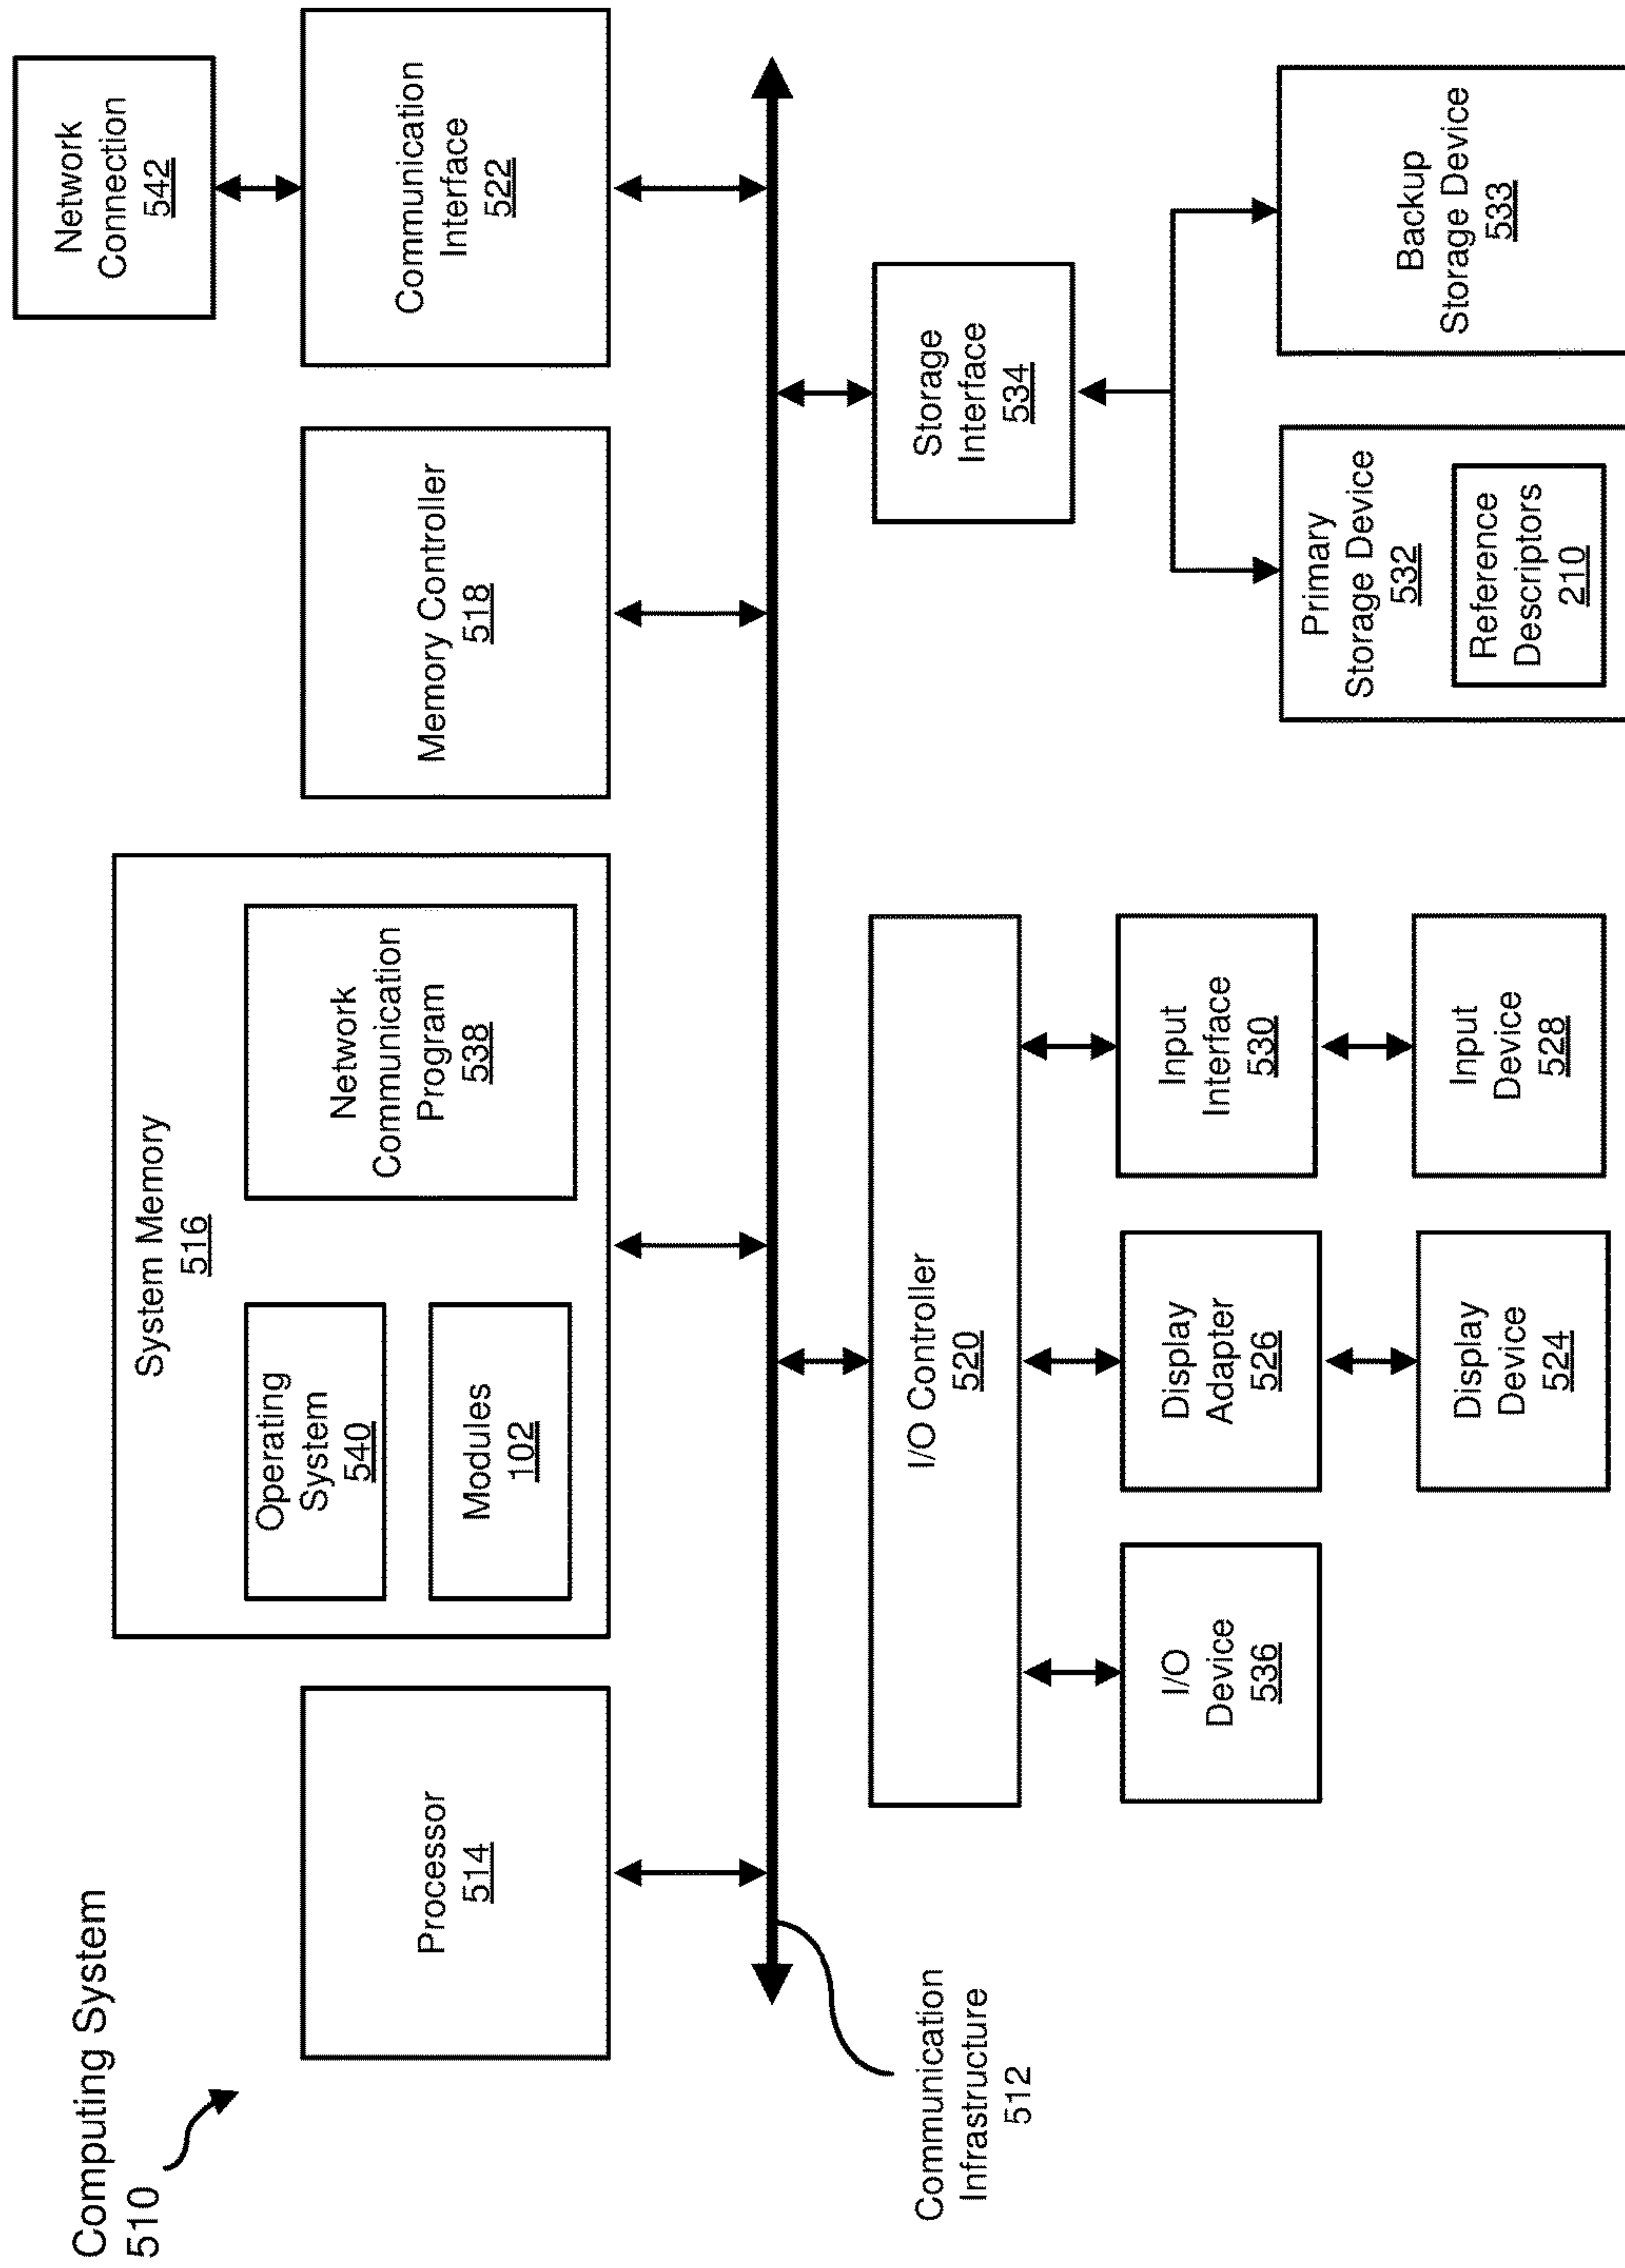 Computing System
510
Processor
514
System Memory
516
Operating
System
540
Modules
102
Network
Communication
Program
538
Memory Controller
518
Communication
Interface
522
Network
Connection
542
Communication
Infrastructure
512
I/O Controller
520
Storage
Interface
534
I/O
Device
536
Display
Adapter
526
Input
Interface
530
Display
Device
524
Input
Device
528
Primary
Storage Device
532
Reference
Descriptors
210
Backup
Storage Device
533